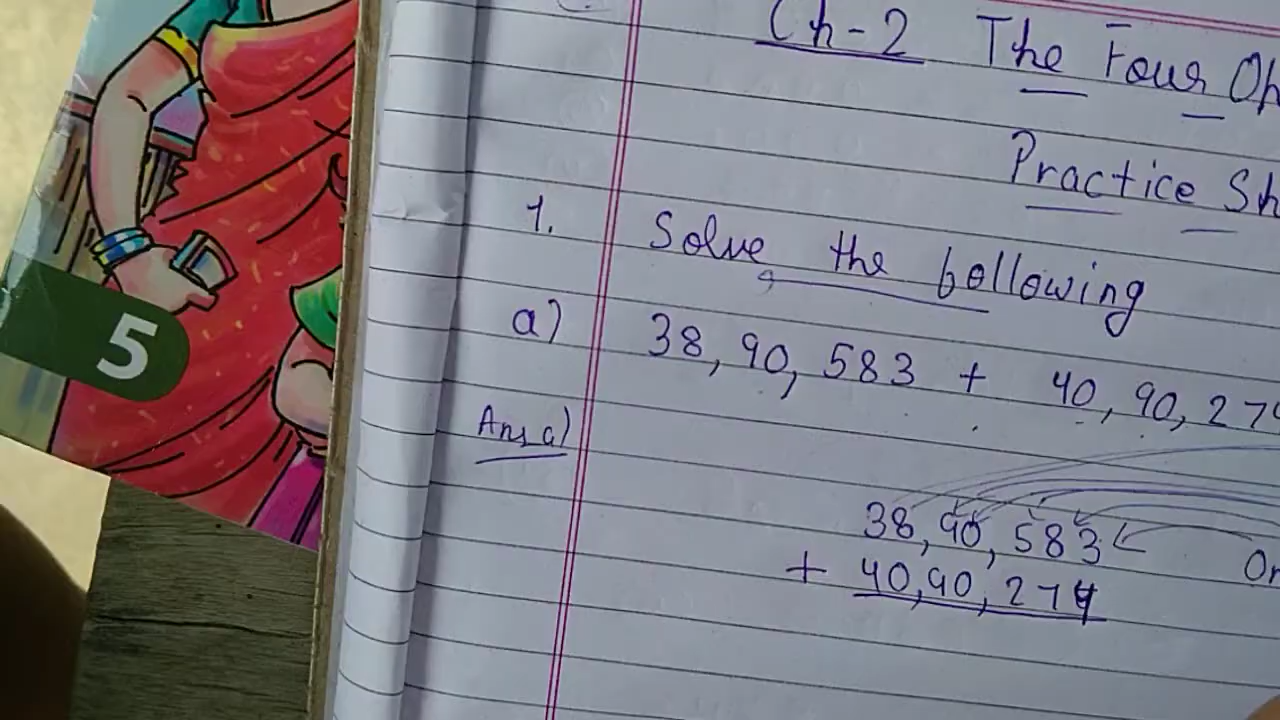 Ch-2 The Four
Practice
1. Solve the following
a) 38,90,583 + 40,90,274
Ans a)
38,90,583
+ 40,90,274
5